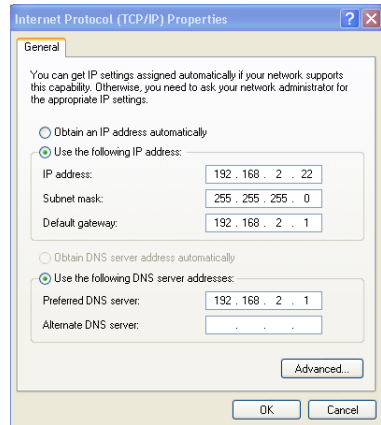 Internet Protocol (TCP/IP) Properties
General
You can get IP settings assigned automatically if your network supports
this capability. Otherwise, you need to ask your network administrator for
the appropriate IP settings.
Obtain an IP address automatically
Use the following IP address:
IP address: 192 . 168 . 2 . 22
Subnet mask: 255 . 255 . 255 . 0
Default gateway: 192 . 168 . 2 . 1
Obtain DNS server address automatically
Use the following DNS server addresses:
Preferred DNS server: 192 . 168 . 2 . 1
Alternate DNS server: . . .
Advanced...
OK Cancel